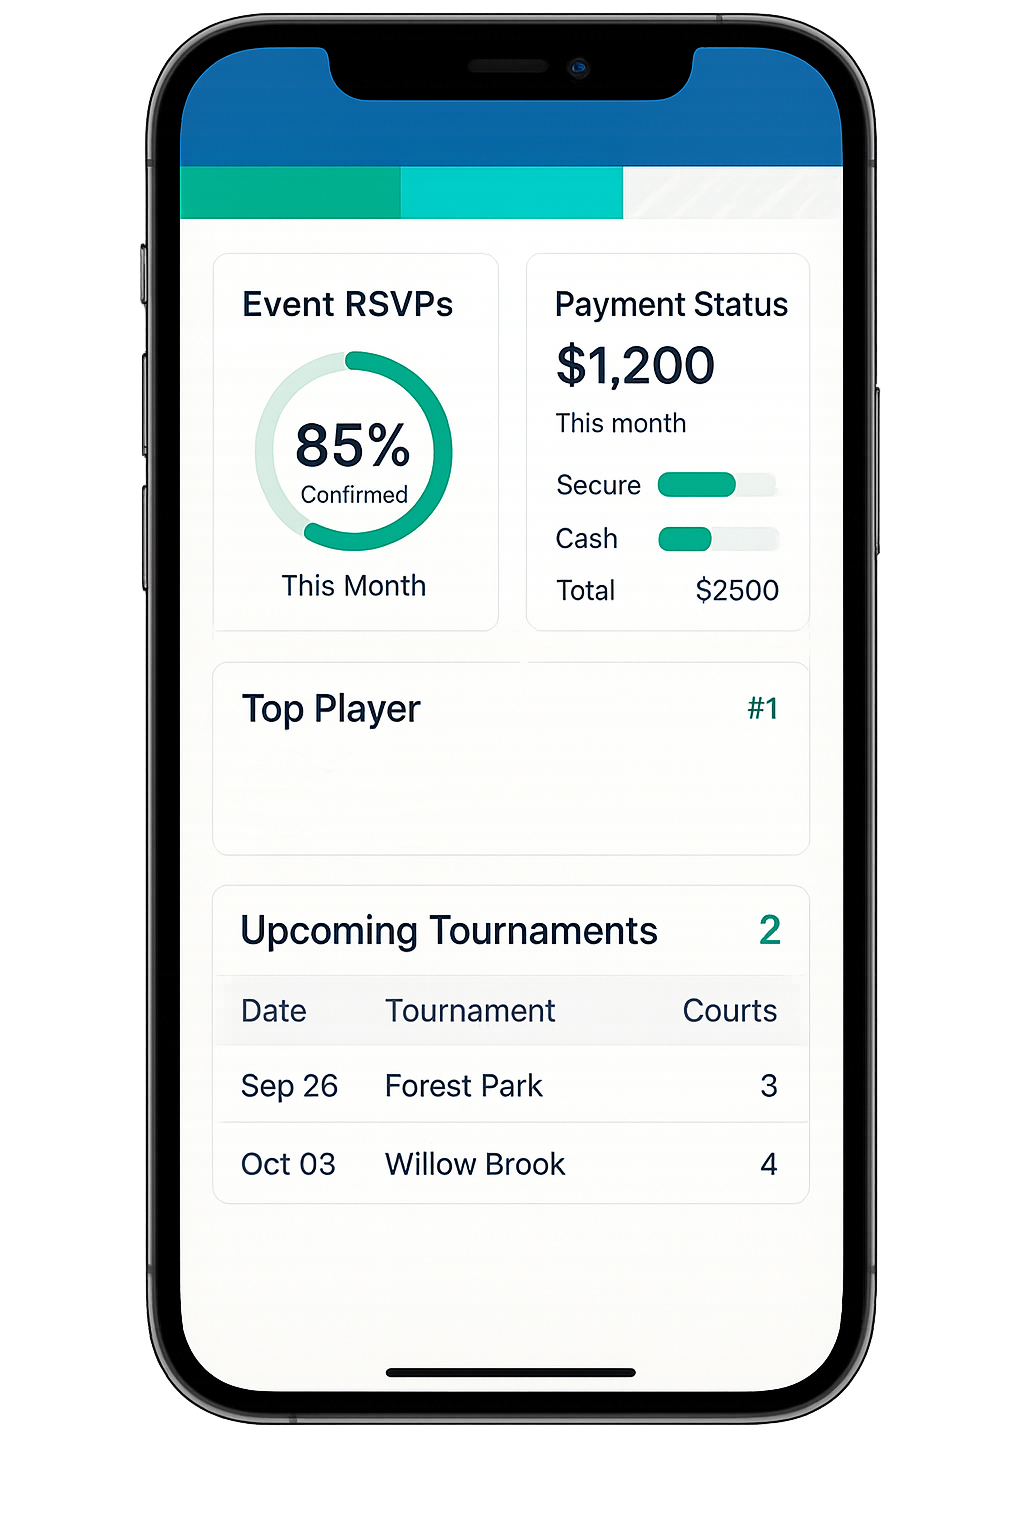 Event RSVPs
85%
Confirmed
This Month
Payment Status
$1,200
This month
Secure
Cash
Total $2500
Top Player #1
Upcoming Tournaments 2
Date Tournament Courts
Sep 26 Forest Park 3
Oct 03 Willow Brook 4